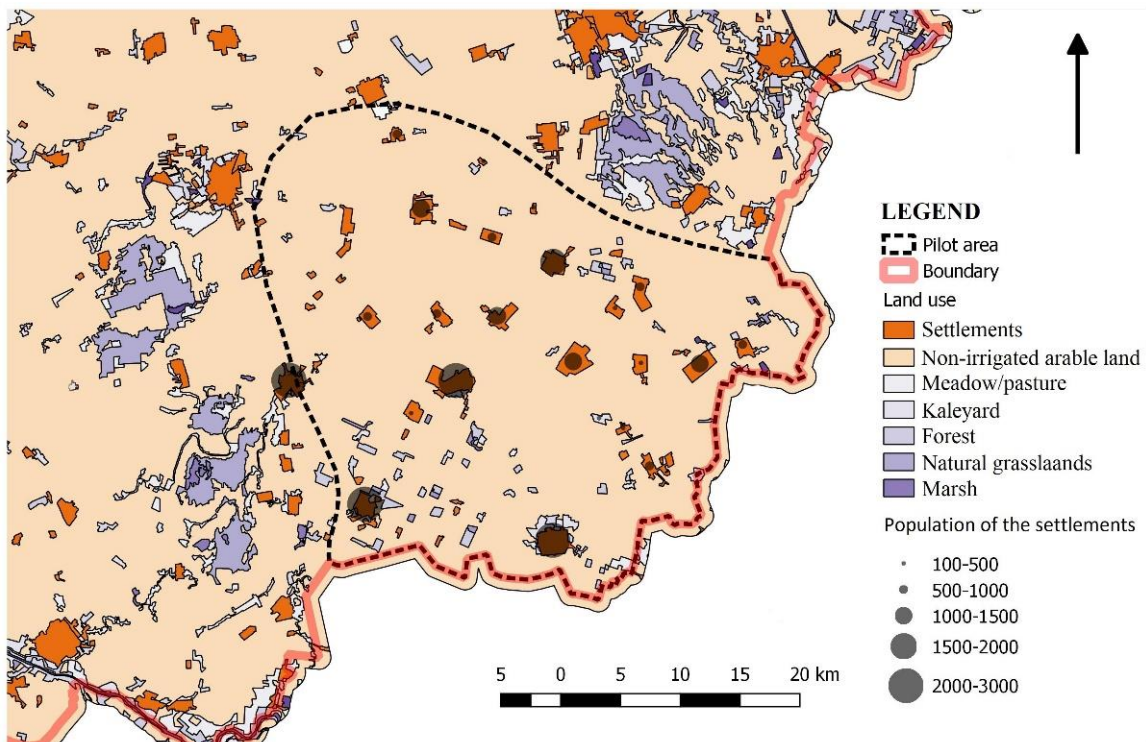 LEGEND
Pilot area
Boundary
Land use
Settlements
Non-irrigated arable land
Meadow/pasture
Kaleyard
Forest
Natural grasslaands
Marsh
Population of the settlements
100-500
500-1000
1000-1500
1500-2000
2000-3000
5 0 5 10 15 20 km